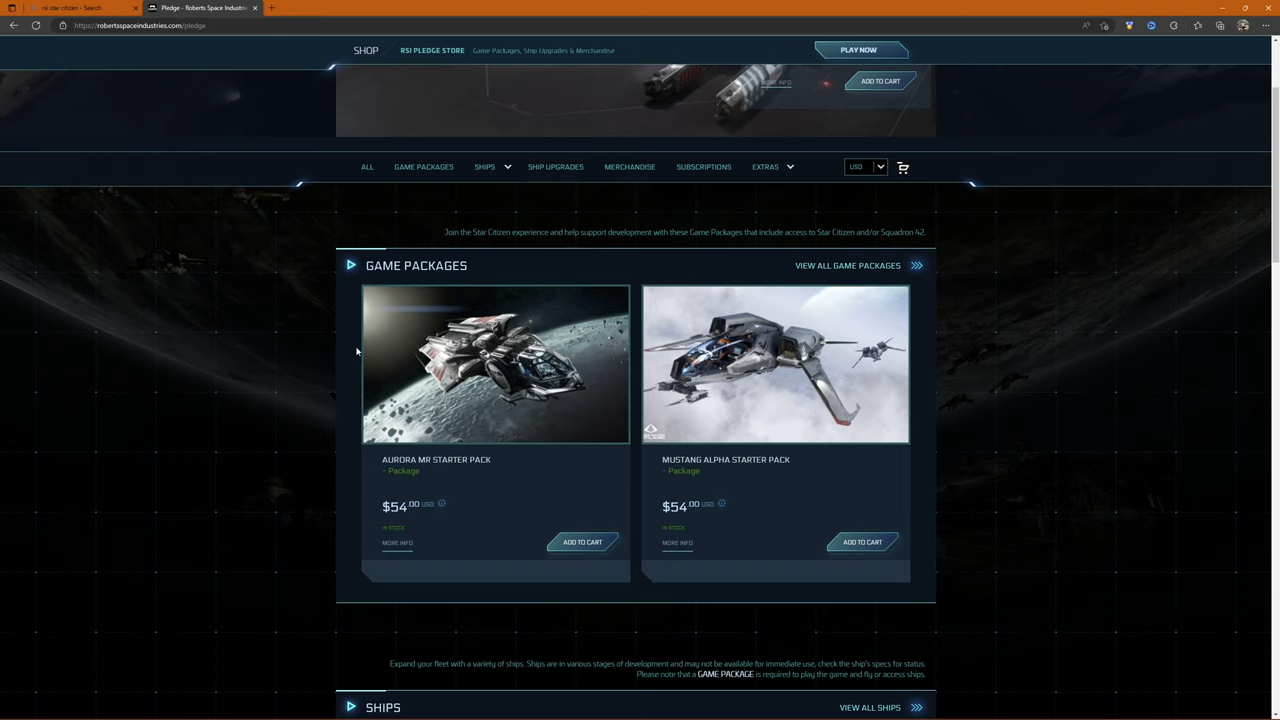 rsi star citizen - Search
Pledge - Roberts Space Industrie
https://robertsspaceindustries.com/pledge
SHOP
RSI PLEDGE STORE
Game Packages, Ship Upgrades & Merchandise
PLAY NOW
MORE INFO
ADD TO CART
ALL
GAME PACKAGES
SHIPS
SHIP UPGRADES
MERCHANDISE
SUBSCRIPTIONS
EXTRAS
USD
Join the Star Citizen experience and help support development with these Game Packages that include access to Star Citizen and/or Squadron 42.
GAME PACKAGES
VIEW ALL GAME PACKAGES
AURORA MR STARTER PACK
- Package
$54.00 USD
IN STOCK
MORE INFO
ADD TO CART
MUSTANG ALPHA STARTER PACK
- Package
$54.00 USD
IN STOCK
MORE INFO
ADD TO CART
Expand your fleet with a variety of ships. Ships are in various stages of development and may not be available for immediate use, check the ship's specs for status.
Please note that a GAME PACKAGE is required to play the game and fly or access ships.
SHIPS
VIEW ALL SHIPS